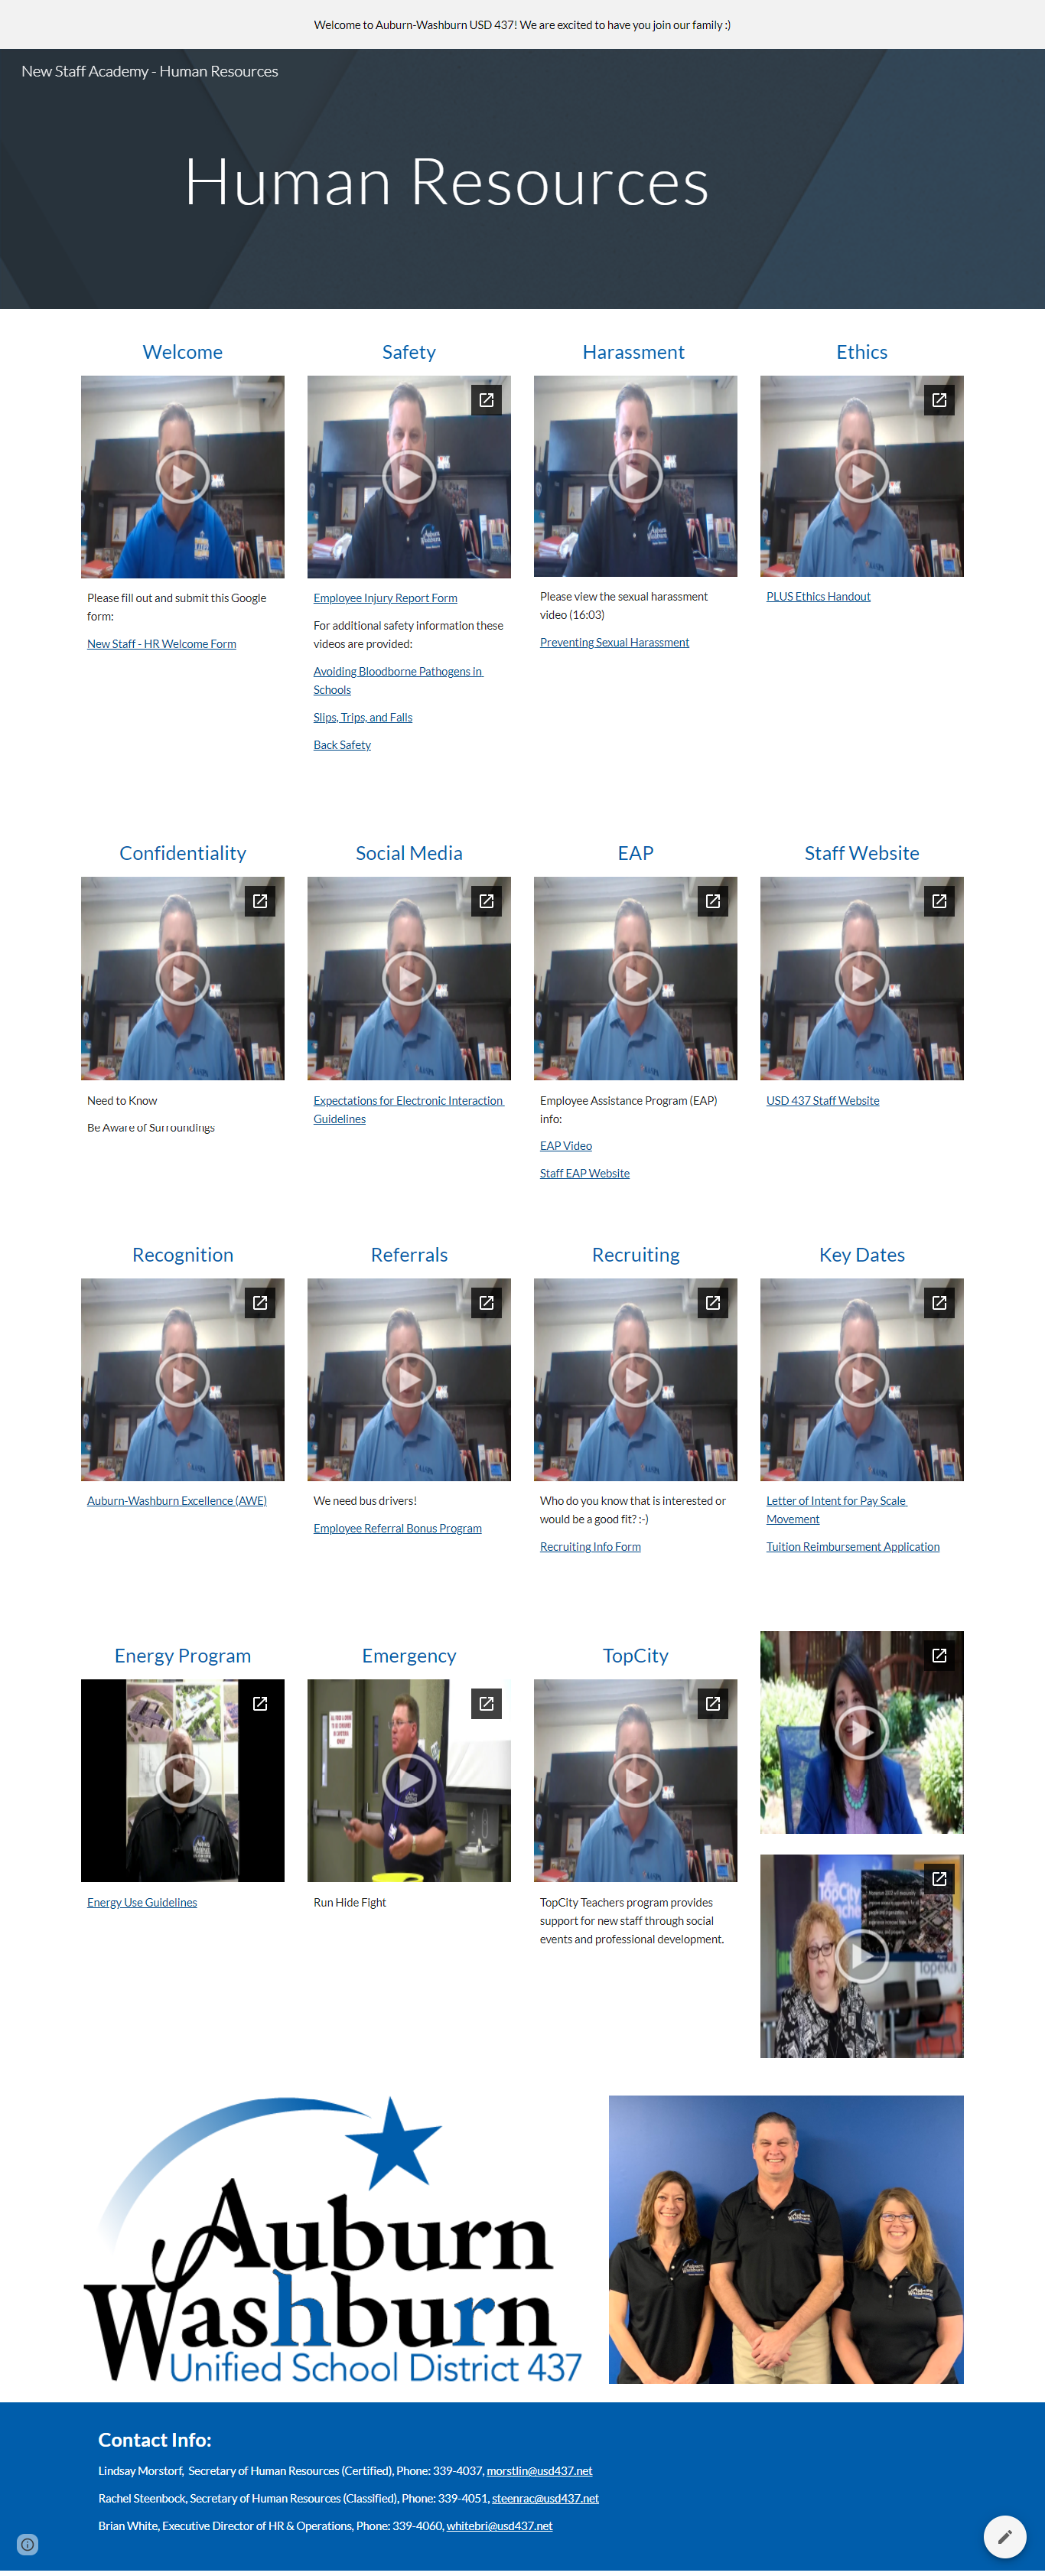 Welcome to Auburn-Washburn USD 437! We are excited to have you join our family :)
New Staff Academy - Human Resources
Human Resources
Welcome
Please fill out and submit this Google
form:
New Staff - HR Welcome Form
Safety
Employee Injury Report Form
For additional safety information these
videos are provided:
Avoiding Bloodborne Pathogens in
Schools
Slips, Trips, and Falls
Back Safety
Harassment
Please view the sexual harassment
video (16:03)
Preventing Sexual Harassment
Ethics
PLUS Ethics Handout
Confidentiality
Need to Know
Be Aware of Surroundings
Social Media
Expectations for Electronic Interaction
Guidelines
EAP
Employee Assistance Program (EAP)
info:
EAP Video
Staff EAP Website
Staff Website
USD 437 Staff Website
Recognition
Auburn-Washburn Excellence (AWE)
Referrals
We need bus drivers!
Employee Referral Bonus Program
Recruiting
Who do you know that is interested or
would be a good fit? :-)
Recruiting Info Form
Key Dates
Letter of Intent for Pay Scale
Movement
Tuition Reimbursement Application
Energy Program
Energy Use Guidelines
Emergency
Run Hide Fight
TopCity
TopCity Teachers program provides
support for new staff through social
events and professional development.
Auburn
Washburn
Unified School District 437
Contact Info:
Lindsay Morstorf, Secretary of Human Resources (Certified), Phone: 339-4037, morstlin@usd437.net
Rachel Steenbock, Secretary of Human Resources (Classified), Phone: 339-4051, steenrac@usd437.net
Brian White, Executive Director of HR & Operations, Phone: 339-4060, whitebri@usd437.net